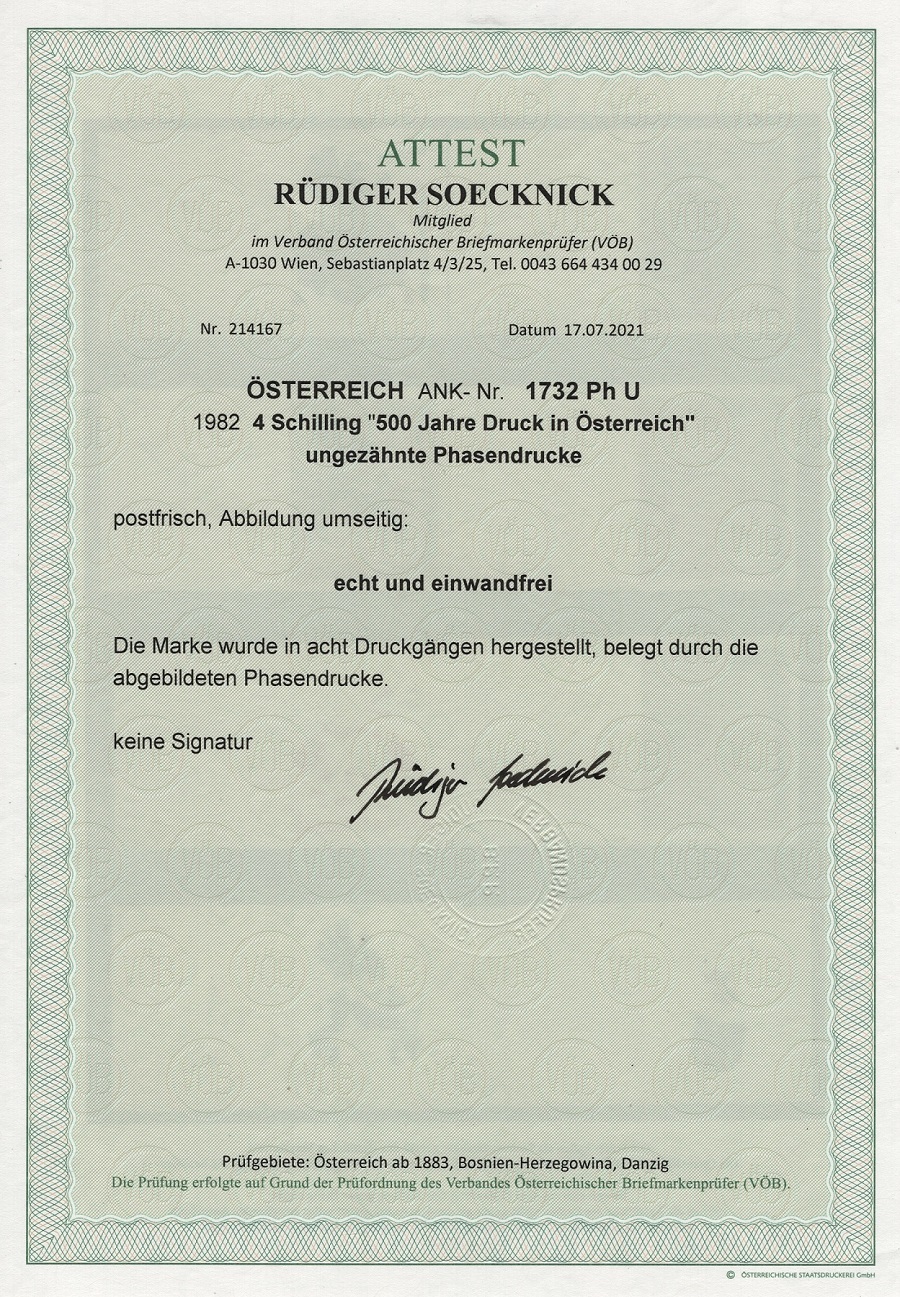 ATTEST
RÜDIGER SOECKNICK
Mitglied
im Verband Österreichischer Briefmarkenprüfer (VÖB)
A-1030 Wien, Sebastianplatz 4/3/25, Tel. 0043 664 434 00 29
Nr. 214167 Datum 17.07.2021
ÖSTERREICH ANK- Nr. 1732 Ph U
1982 4 Schilling "500 Jahre Druck in Österreich"
ungezähnte Phasendrucke
postfrisch, Abbildung umseitig:
echt und einwandfrei
Die Marke wurde in acht Druckgängen hergestellt, belegt durch die
abgebildeten Phasendrucke.
keine Signatur
Rüdiger Soecknick
Prüfgebiete: Österreich ab 1883, Bosnien-Herzegowina, Danzig
Die Prüfung erfolgte auf Grund der Prüfordnung des Verbandes Österreichischer Briefmarkenprüfer (VÖB).
© ÖSTERREICHISCHE STAATSDRUCKEREI GmbH